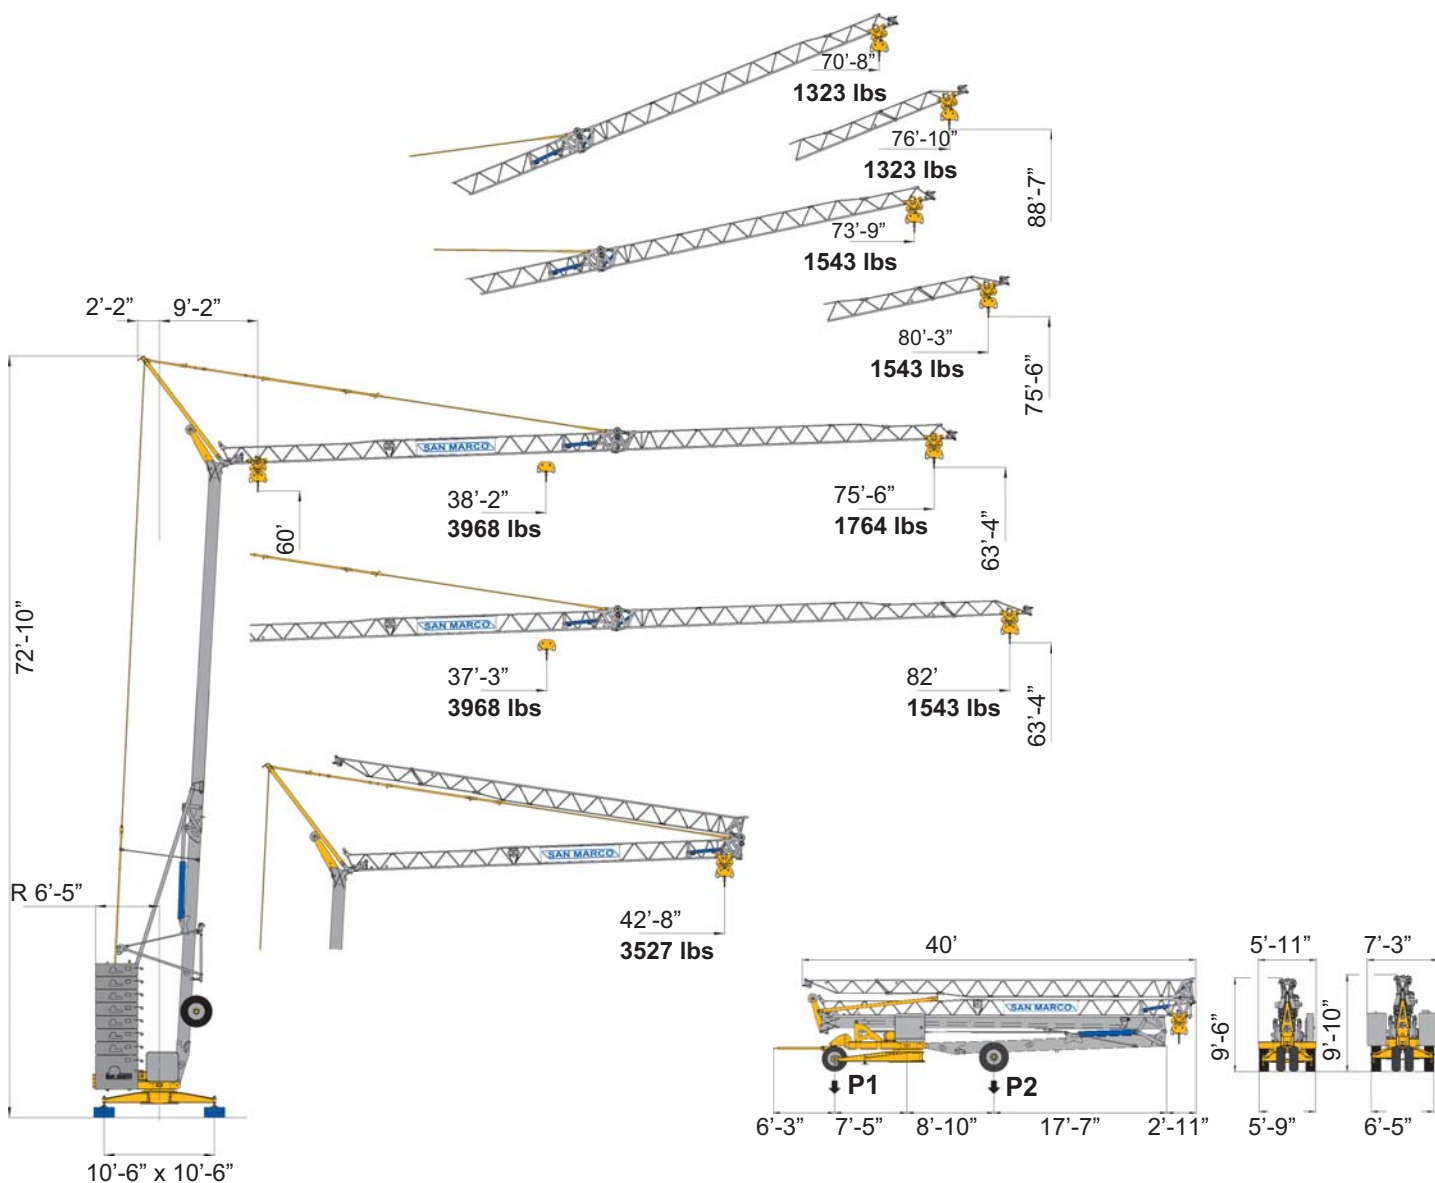 70’-8”
1323 lbs
76’-10”
1323 lbs
88’-7”
73’-9”
1543 lbs
80’-3”
1543 lbs
75’-6”
2’-2” 9’-2”
SAN MARCO
38’-2”
3968 lbs
75’-6”
1764 lbs
60’
63’-4”
72’-10”
SAN MARCO
37’-3”
3968 lbs
82’
1543 lbs
63’-4”
SAN MARCO
R 6’-5”
42’-8”
3527 lbs
10’-6” x 10’-6”
40’
SAN MARCO
P1 P2
6’-3” 7’-5” 8’-10” 17’-7” 2’-11”
5’-11” 7’-3”
9’-6” 9’-10”
5’-9” 6’-5”